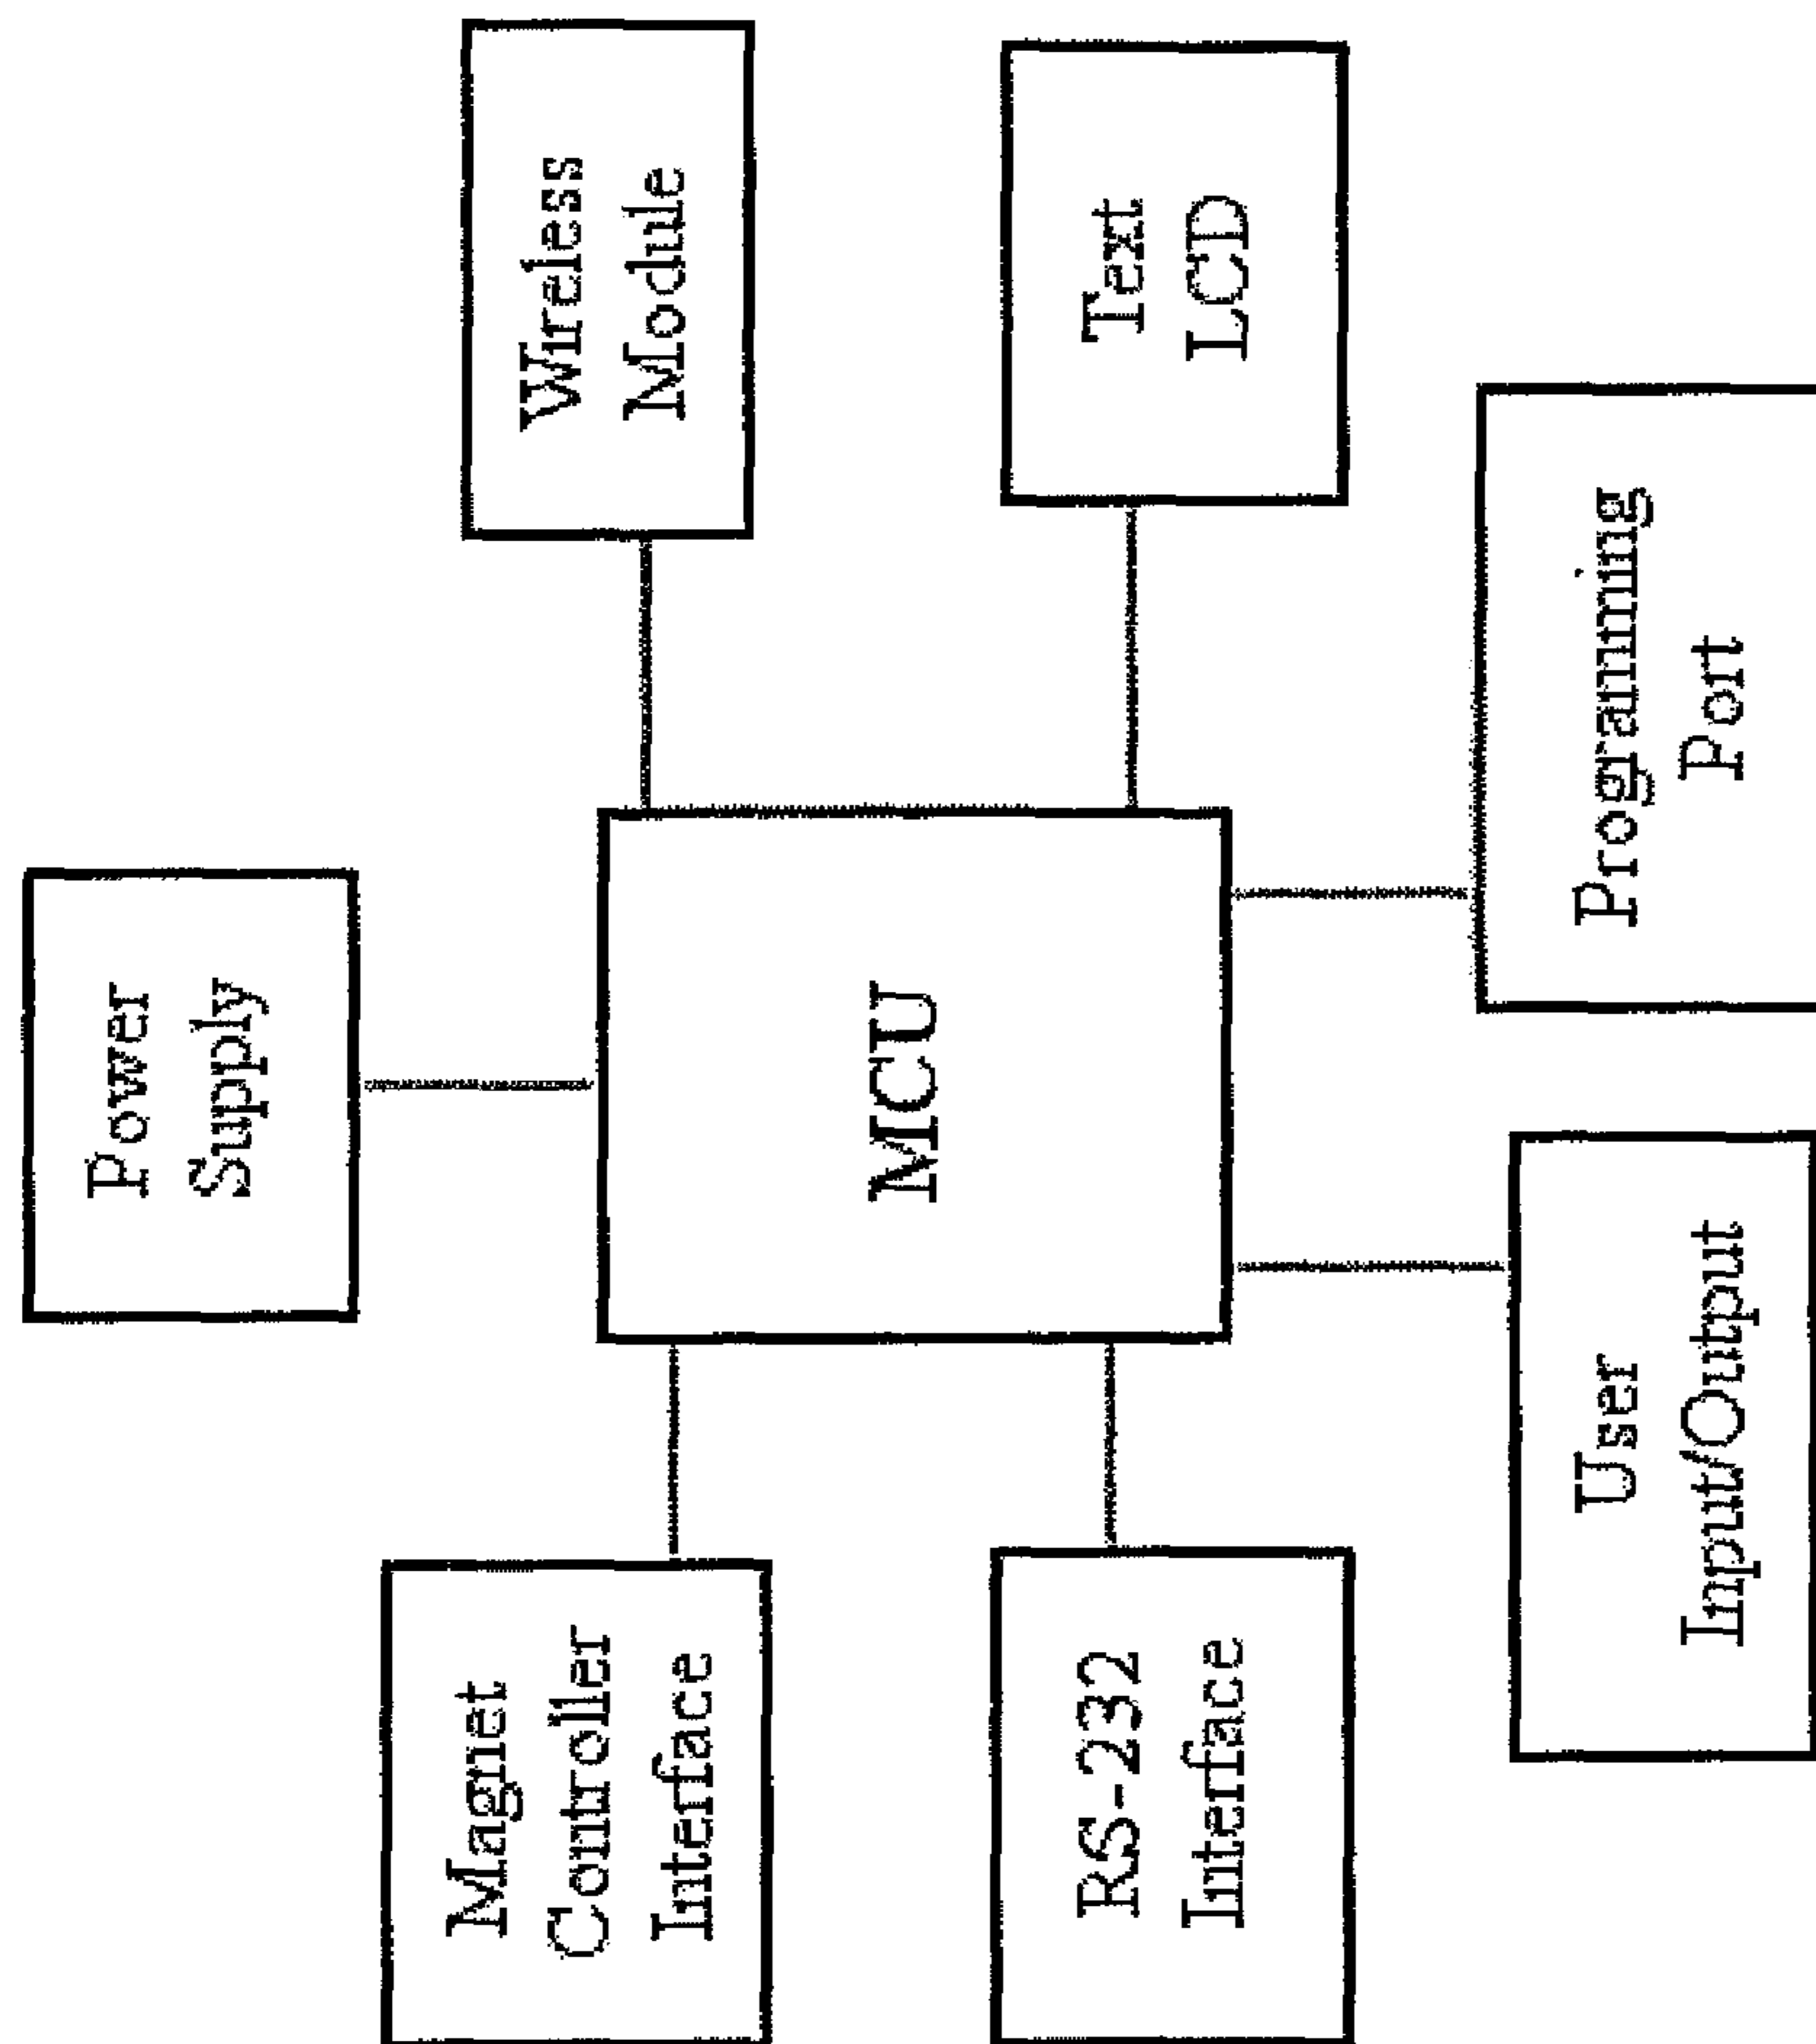 Power
Supply
Magnet
Controller
Interface
Wireless
Module
MCU
RS-232
Interface
Text
LCD
User
Input/Output
Programming
Port